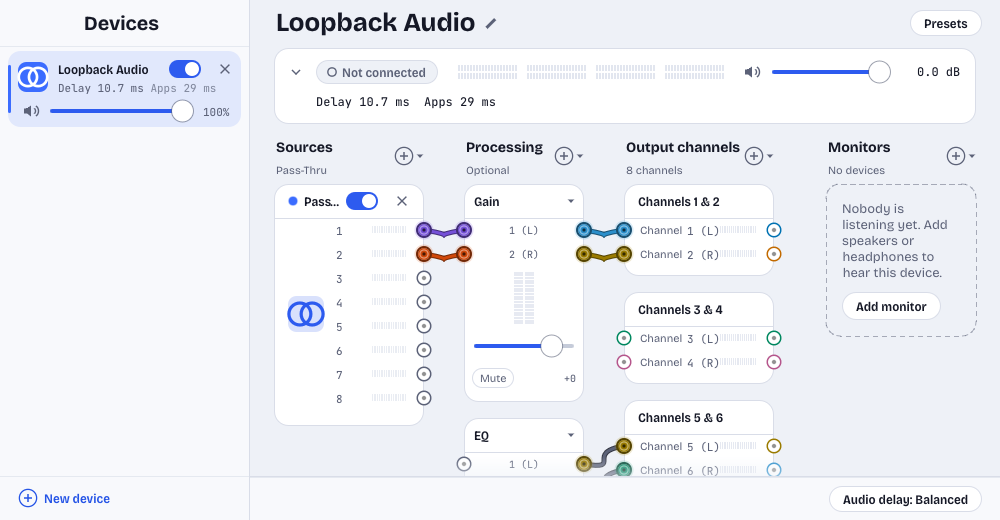 Devices
Loopback Audio
Delay 10.7 ms Apps 29 ms
100%
New device
Loopback Audio
Presets
Not connected
0.0 dB
Delay 10.7 ms Apps 29 ms
Sources
Pass-Thru
Processing
Optional
Output channels
8 channels
Monitors
No devices
Pass...
1
2
3
4
5
6
7
8
Gain
1 (L)
2 (R)
Mute
+0
EQ
1 (L)
Channels 1 & 2
Channel 1 (L)
Channel 2 (R)
Channels 3 & 4
Channel 3 (L)
Channel 4 (R)
Channels 5 & 6
Channel 5 (L)
Channel 6 (R)
Nobody is
listening yet. Add
speakers or
headphones to
hear this device.
Add monitor
Audio delay: Balanced